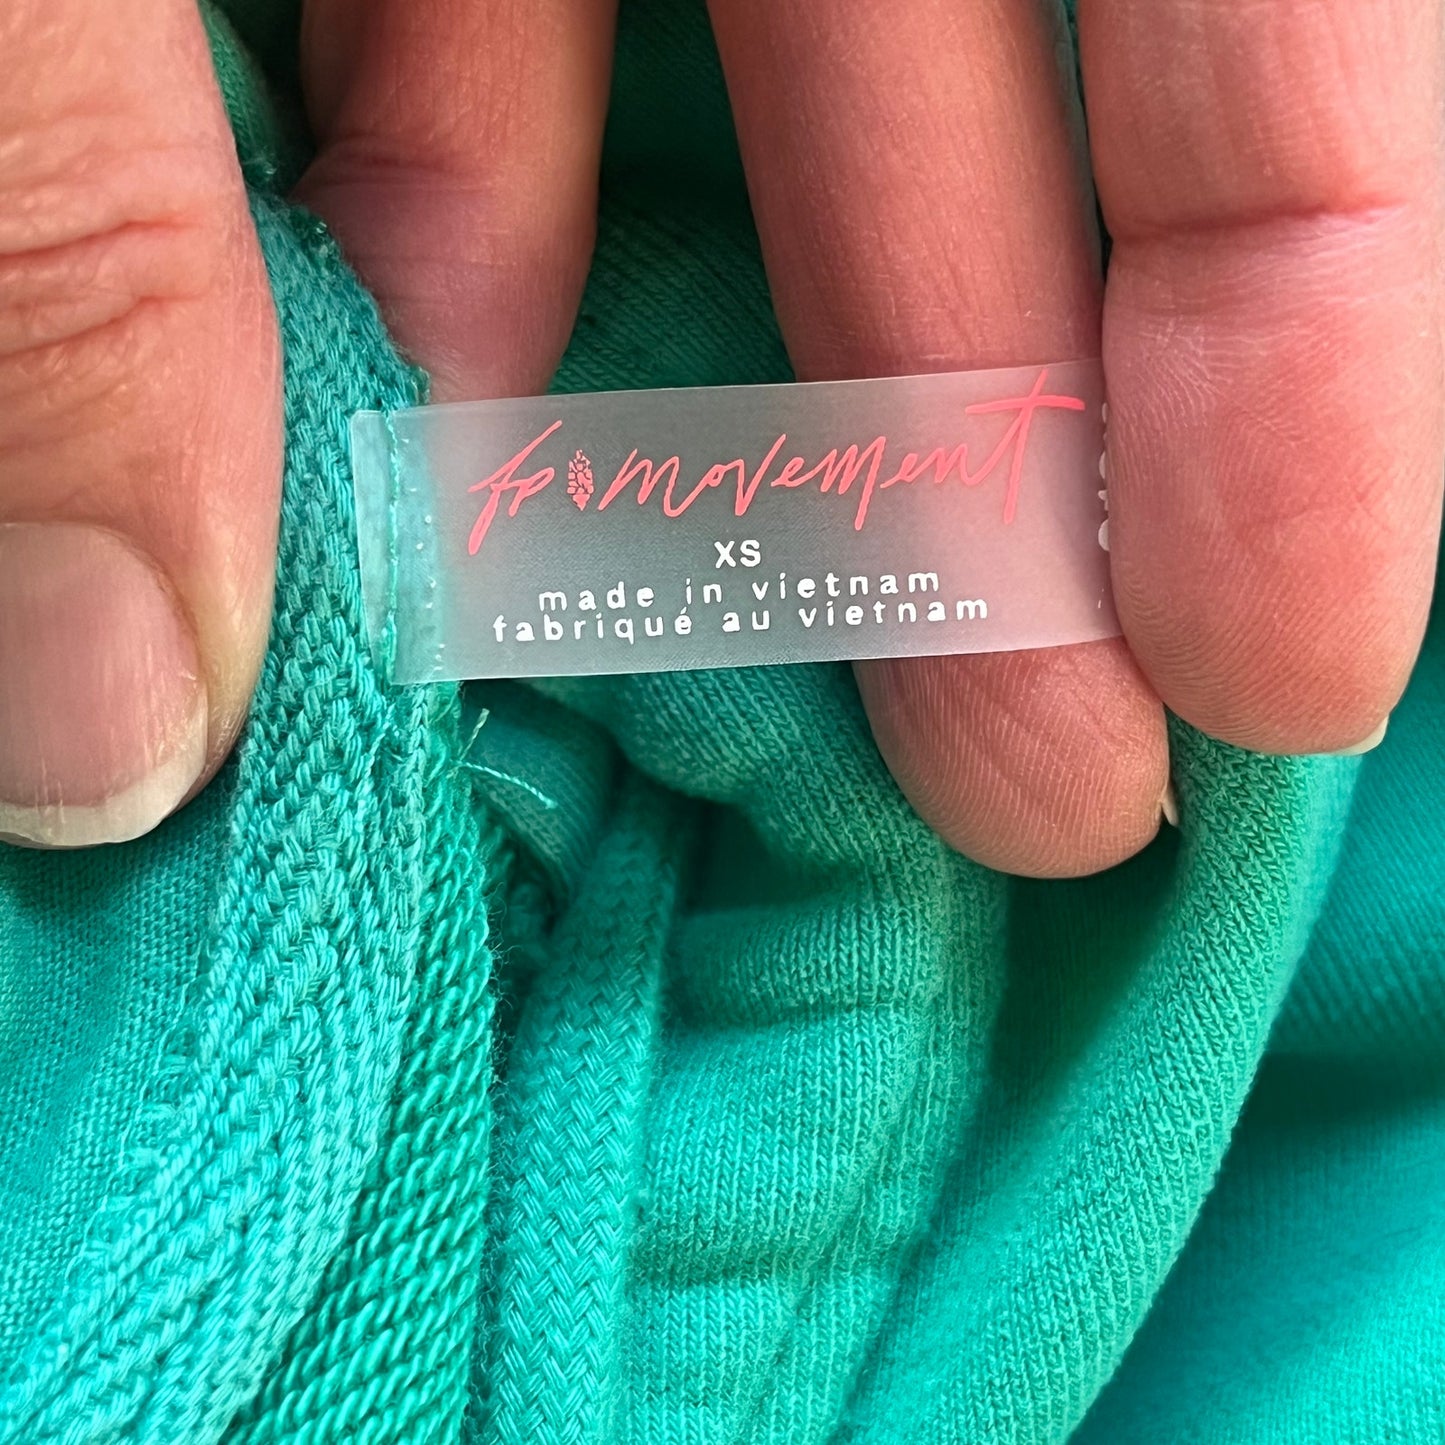 fp movement
XS
made in vietnam
fabriqué au vietnam